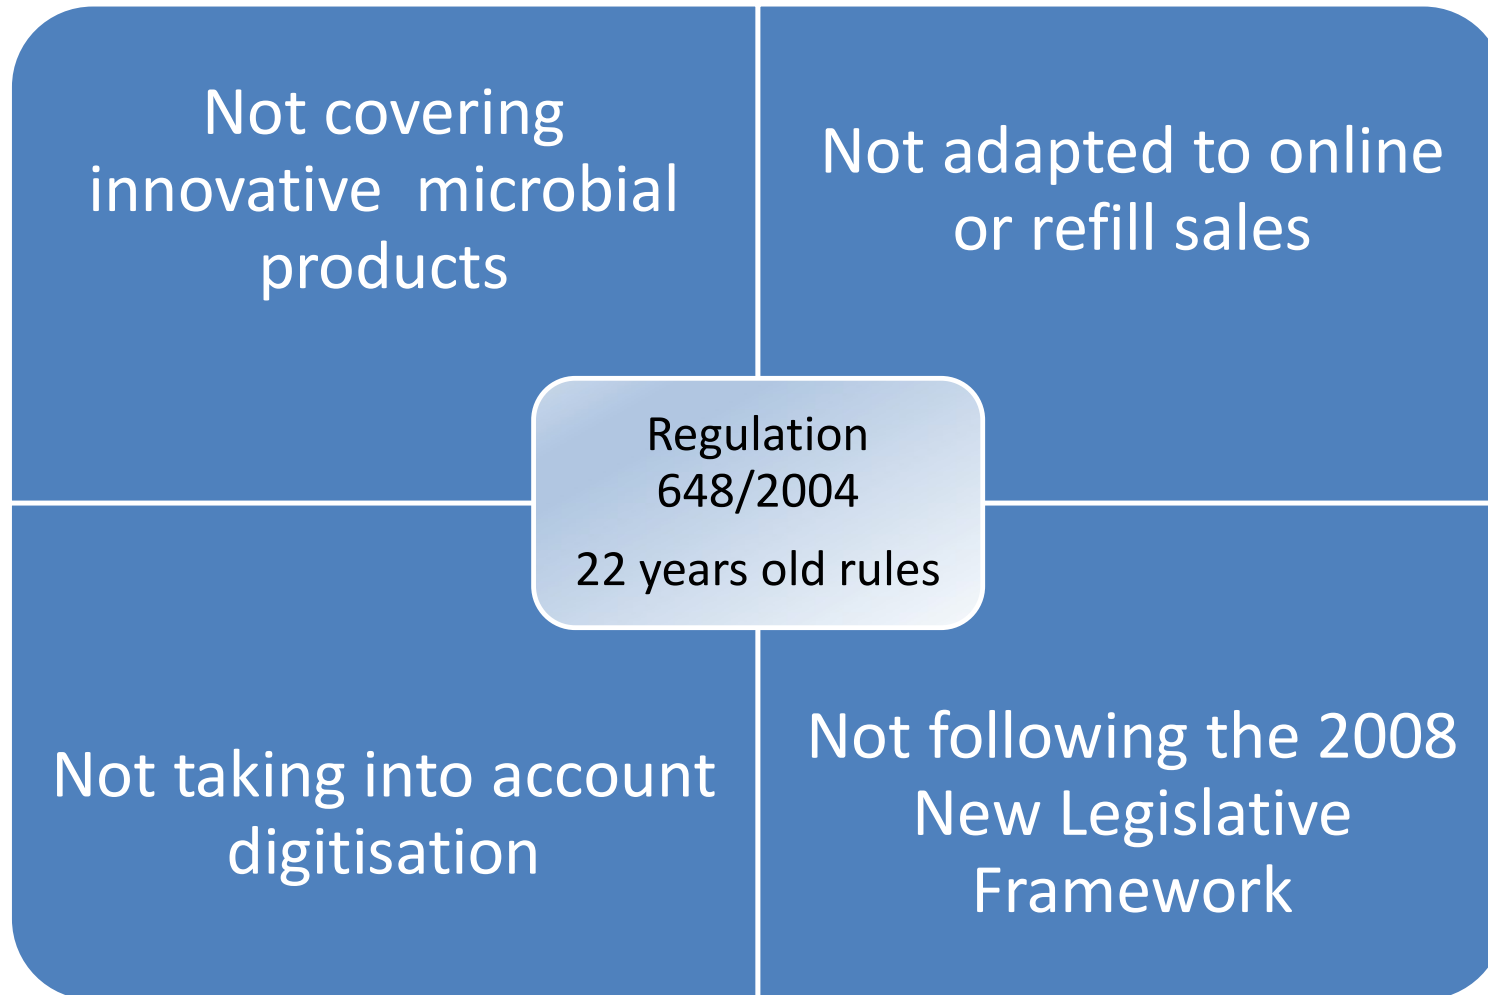 Not covering
innovative  microbial
products
Not adapted to online
or refill sales
Regulation
648/2004
22 years old rules
Not taking into account
digitisation
Not following the 2008
New Legislative
Framework